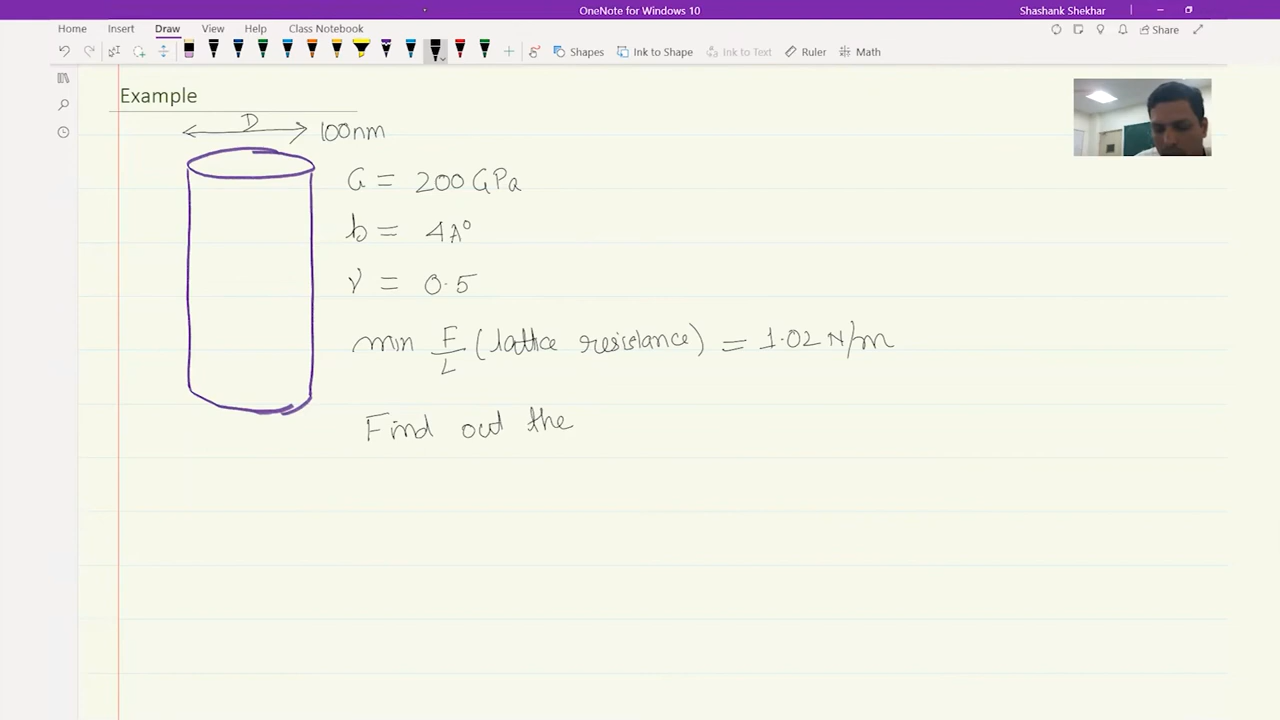 OneNote for Windows 10
Shashank Shekhar
Home Insert Draw View Help Class Notebook
Shapes Ink to Shape Ink to Text Ruler Math Share
Example
D 100nm
G = 200 GPa
b = 4A°
ν = 0.5
min F/L (lattice resistance) = 1.02 N/m
Find out the